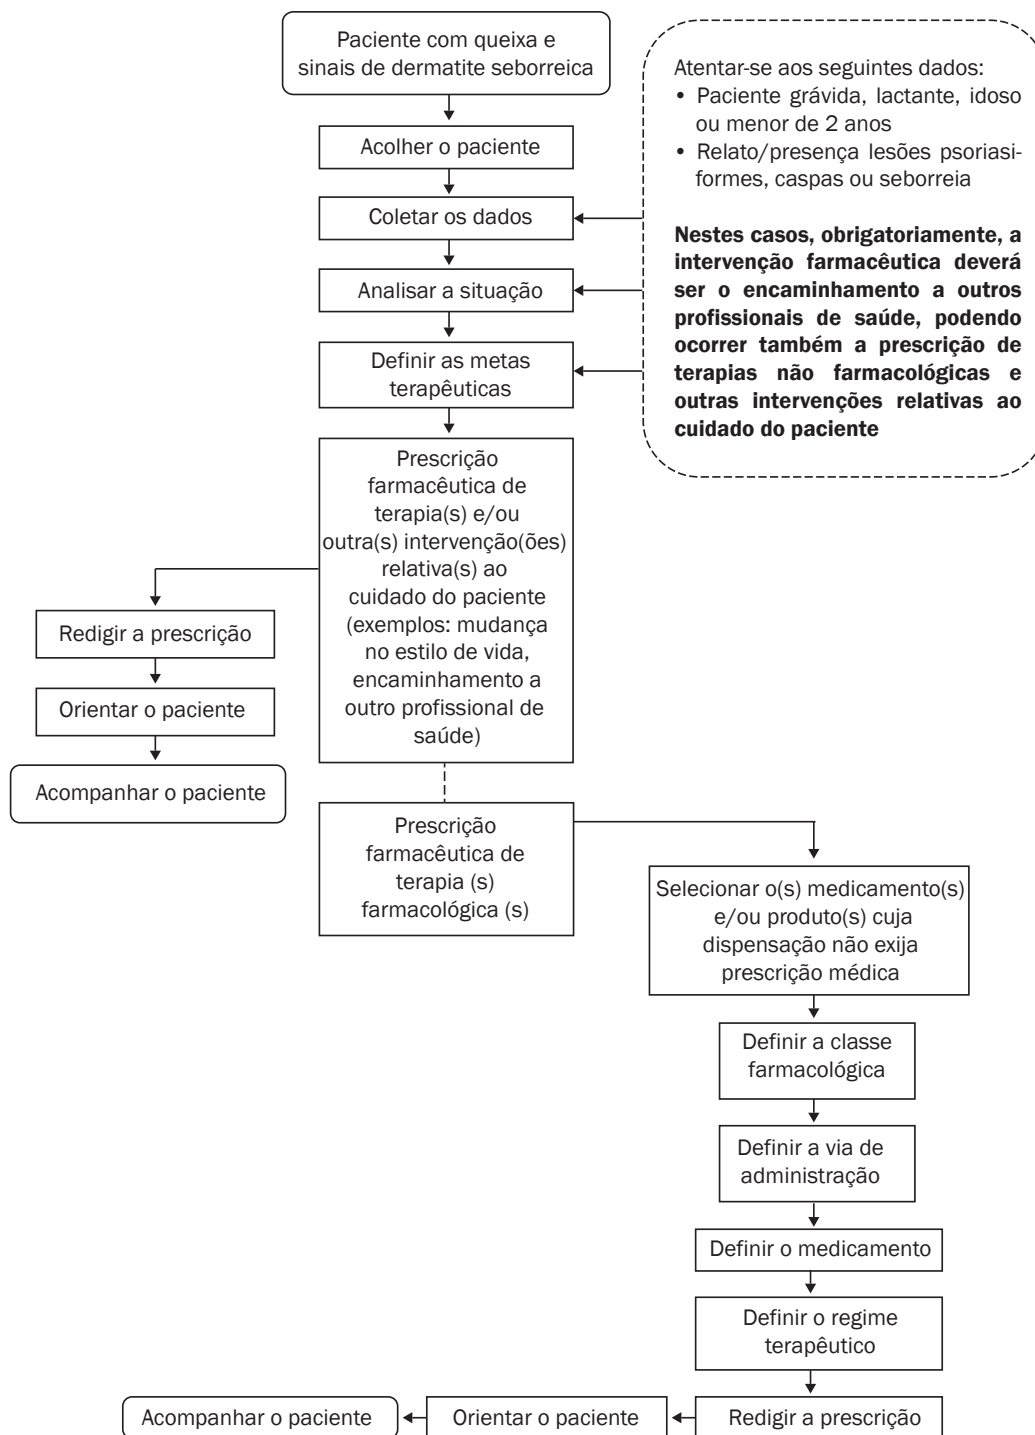 Paciente com queixa e
sinais de dermatite seborreica
Acolher o paciente
Coletar os dados
Analisar a situação
Definir as metas
terapêuticas
Atentar-se aos seguintes dados:
• Paciente grávida, lactante, idoso
ou menor de 2 anos
• Relato/presença lesões psoriasi-
formes, caspas ou seborreia
Nestes casos, obrigatoriamente, a
intervenção farmacêutica deverá
ser o encaminhamento a outros
profissionais de saúde, podendo
ocorrer também a prescrição de
terapias não farmacológicas e
outras intervenções relativas ao
cuidado do paciente
Prescrição
farmacêutica de
terapia(s) e/ou
outra(s) intervenção(ões)
relativa(s) ao
cuidado do paciente
(exemplos: mudança
no estilo de vida,
encaminhamento a
outro profissional de
saúde)
Redigir a prescrição
Orientar o paciente
Acompanhar o paciente
Prescrição
farmacêutica de
terapia (s)
farmacológica (s)
Selecionar o(s) medicamento(s)
e/ou produto(s) cuja
dispensação não exija
prescrição médica
Definir a classe
farmacológica
Definir a via de
administração
Definir o medicamento
Definir o regime
terapêutico
Redigir a prescrição
Orientar o paciente
Acompanhar o paciente